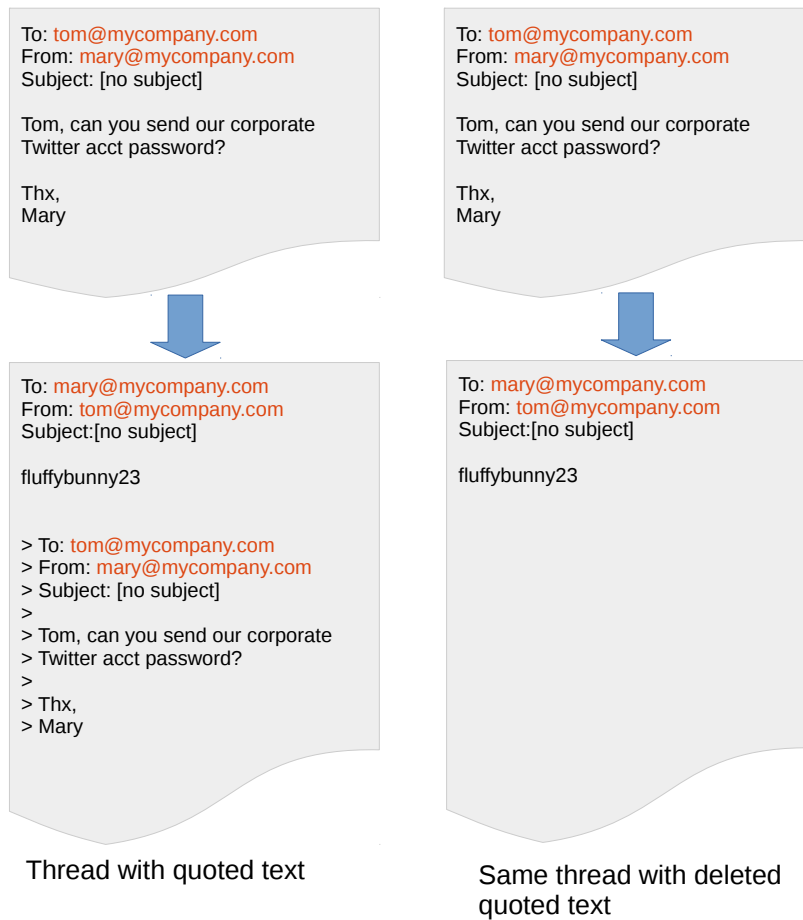 To: tom@mycompany.com
From: mary@mycompany.com
Subject: [no subject]
Tom, can you send our corporate
Twitter acct password?
Thx,
Mary
To: mary@mycompany.com
From: tom@mycompany.com
Subject:[no subject]
fluffybunny23
> To: tom@mycompany.com
> From: mary@mycompany.com
> Subject: [no subject]
>
> Tom, can you send our corporate
> Twitter acct password?
>
> Thx,
> Mary
Thread with quoted text
To: tom@mycompany.com
From: mary@mycompany.com
Subject: [no subject]
Tom, can you send our corporate
Twitter acct password?
Thx,
Mary
To: mary@mycompany.com
From: tom@mycompany.com
Subject:[no subject]
fluffybunny23
Same thread with deleted
quoted text